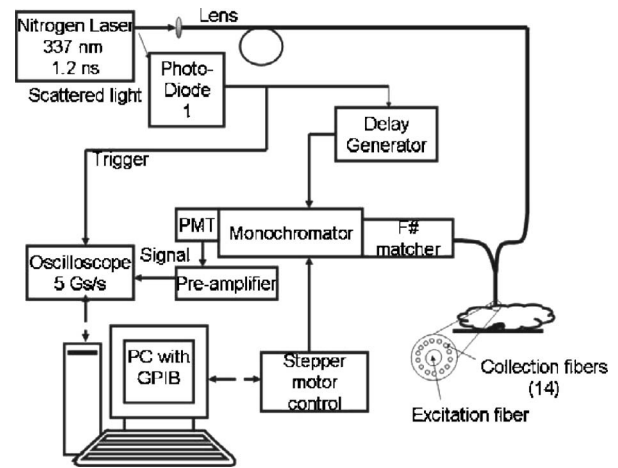 Nitrogen Laser
337 nm
1.2 ns
Lens
Scattered light
Photo-
Diode
1
Delay
Generator
Trigger
PMT
Monochromator
F#
matcher
Signal
Oscilloscope
5 Gs/s
Pre-amplifier
PC with
GPIB
Stepper
motor
control
Collection fibers
(14)
Excitation fiber